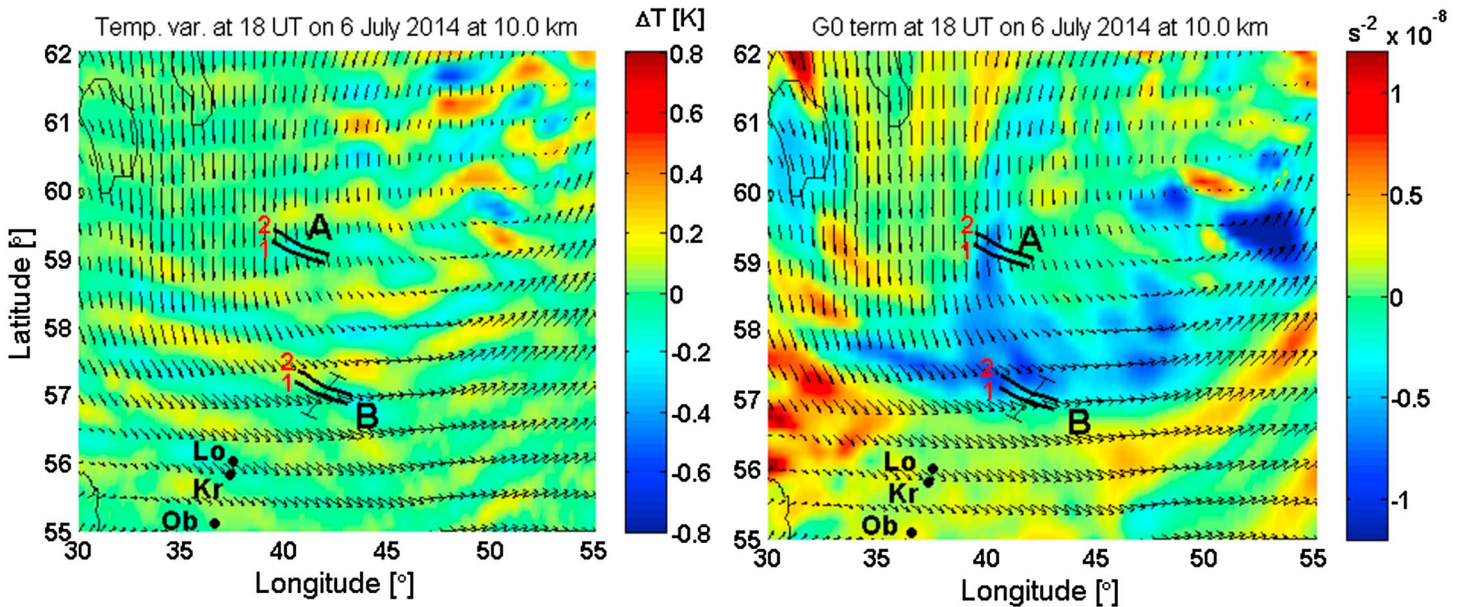 Temp. var. at 18 UT on 6 July 2014 at 10.0 km
ΔT [K]
62
61
60
59
58
57
56
55
Latitude [°]
30
35
40
45
50
55
Longitude [°]
2
1
A
2
1
B
Lo
Kr
Ob
0.8
0.6
0.4
0.2
0
-0.2
-0.4
-0.6
-0.8
G0 term at 18 UT on 6 July 2014 at 10.0 km
s⁻² x 10⁻⁸
62
61
60
59
58
57
56
55
30
35
40
45
50
55
Longitude [°]
2
1
A
2
1
B
Lo
Kr
Ob
1
0.5
0
-0.5
-1